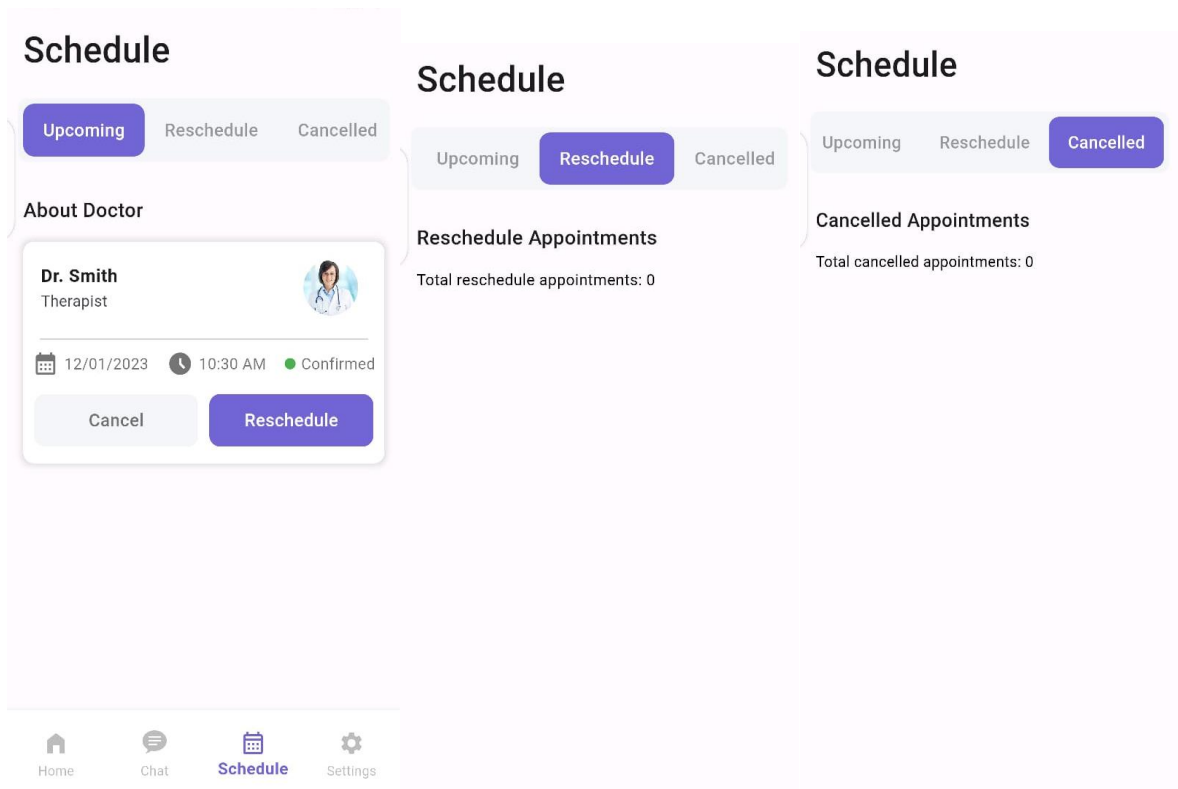 Schedule
Upcoming Reschedule Cancelled
About Doctor
Dr. Smith
Therapist
12/01/2023 10:30 AM Confirmed
Cancel Reschedule
Home Chat Schedule Settings
Schedule
Upcoming Reschedule Cancelled
Reschedule Appointments
Total reschedule appointments: 0
Schedule
Upcoming Reschedule Cancelled
Cancelled Appointments
Total cancelled appointments: 0